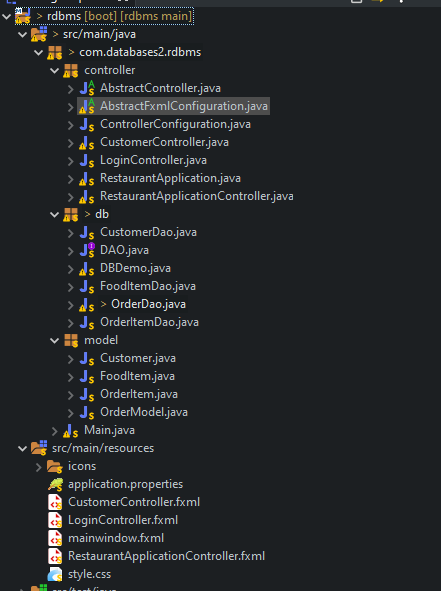 > rdbms [boot] [rdbms main]
> src/main/java
> com.databases2.rdbms
controller
AbstractController.java
AbstractFxmlConfiguration.java
ControllerConfiguration.java
CustomerController.java
LoginController.java
RestaurantApplication.java
RestaurantApplicationController.java
> db
CustomerDao.java
DAO.java
DBDemo.java
FoodItemDao.java
> OrderDao.java
OrderItemDao.java
model
Customer.java
FoodItem.java
OrderItem.java
OrderModel.java
Main.java
src/main/resources
icons
application.properties
CustomerController.fxml
LoginController.fxml
mainwindow.fxml
RestaurantApplicationController.fxml
style.css
src/test/java